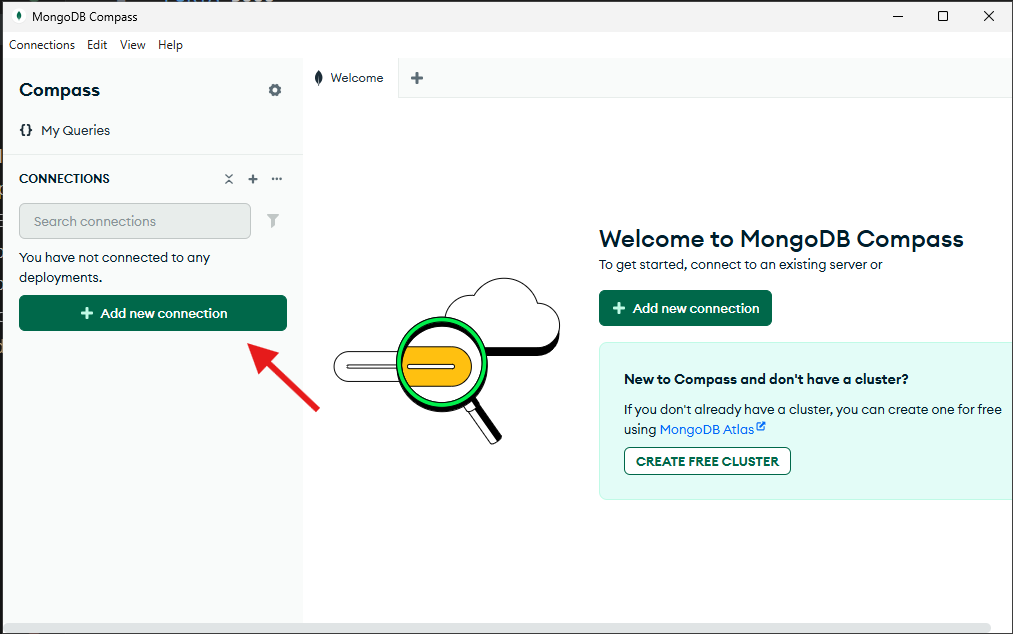 MongoDB Compass
Connections Edit View Help
Compass
Welcome
{} My Queries
CONNECTIONS
Search connections
You have not connected to any
deployments.
+ Add new connection
Welcome to MongoDB Compass
To get started, connect to an existing server or
+ Add new connection
New to Compass and don't have a cluster?
If you don't already have a cluster, you can create one for free
using MongoDB Atlas
CREATE FREE CLUSTER